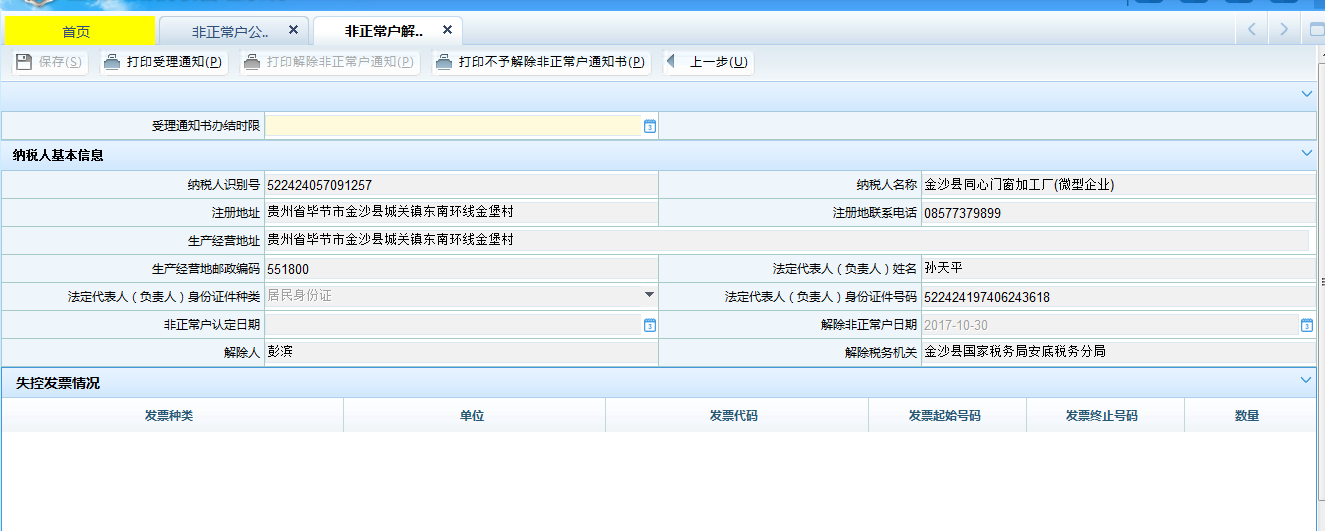 首页 非正常户公.. 非正常户解..
保存(S) 打印受理通知(P) 打印解除非正常户通知(P) 打印不予解除非正常户通知书(P) 上一步(U)
受理通知书办结时限
纳税人基本信息
纳税人识别号 522424057091257 纳税人名称 金沙县同心门窗加工厂(微型企业)
注册地址 贵州省毕节市金沙县城关镇东南环线金堡村 注册地联系电话 08577379899
生产经营地址 贵州省毕节市金沙县城关镇东南环线金堡村
生产经营地邮政编码 551800 法定代表人（负责人）姓名 孙天平
法定代表人（负责人）身份证件种类 居民身份证 法定代表人（负责人）身份证件号码 522424197406243618
非正常户认定日期 解除非正常户日期 2017-10-30
解除人 彭滨 解除税务机关 金沙县国家税务局安底税务分局
失控发票情况
发票种类 单位 发票代码 发票起始号码 发票终止号码 数量